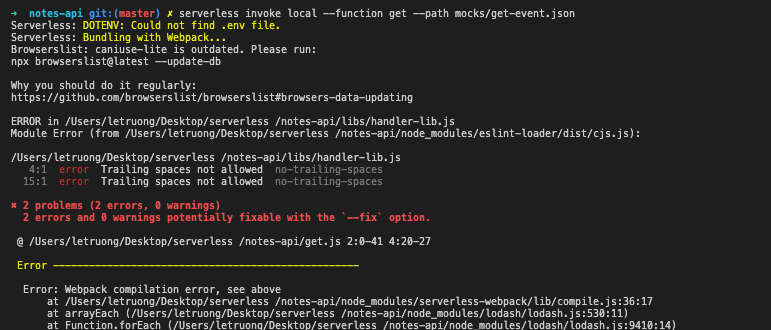 ➜  notes-api git:(master) ✗ serverless invoke local --function get --path mocks/get-event.json
Serverless: DOTENV: Could not find .env file.
Serverless: Bundling with Webpack...
Browserslist: caniuse-lite is outdated. Please run:
npx browserslist@latest --update-db
Why you should do it regularly:
https://github.com/browserslist/browserslist#browsers-data-updating
ERROR in /Users/letruong/Desktop/serverless /notes-api/libs/handler-lib.js
Module Error (from /Users/letruong/Desktop/serverless /notes-api/node_modules/eslint-loader/dist/cjs.js):
/Users/letruong/Desktop/serverless /notes-api/libs/handler-lib.js
4:1  error  Trailing spaces not allowed  no-trailing-spaces
15:1  error  Trailing spaces not allowed  no-trailing-spaces
✖ 2 problems (2 errors, 0 warnings)
2 errors and 0 warnings potentially fixable with the `--fix` option.
@ /Users/letruong/Desktop/serverless /notes-api/get.js 2:0-41 4:20-27
Error ---------------------------------------------------
Error: Webpack compilation error, see above
at /Users/letruong/Desktop/serverless /notes-api/node_modules/serverless-webpack/lib/compile.js:36:17
at arrayEach (/Users/letruong/Desktop/serverless /notes-api/node_modules/lodash/lodash.js:530:11)
at Function.forEach (/Users/letruong/Desktop/serverless /notes-api/node_modules/lodash/lodash.js:9410:14)